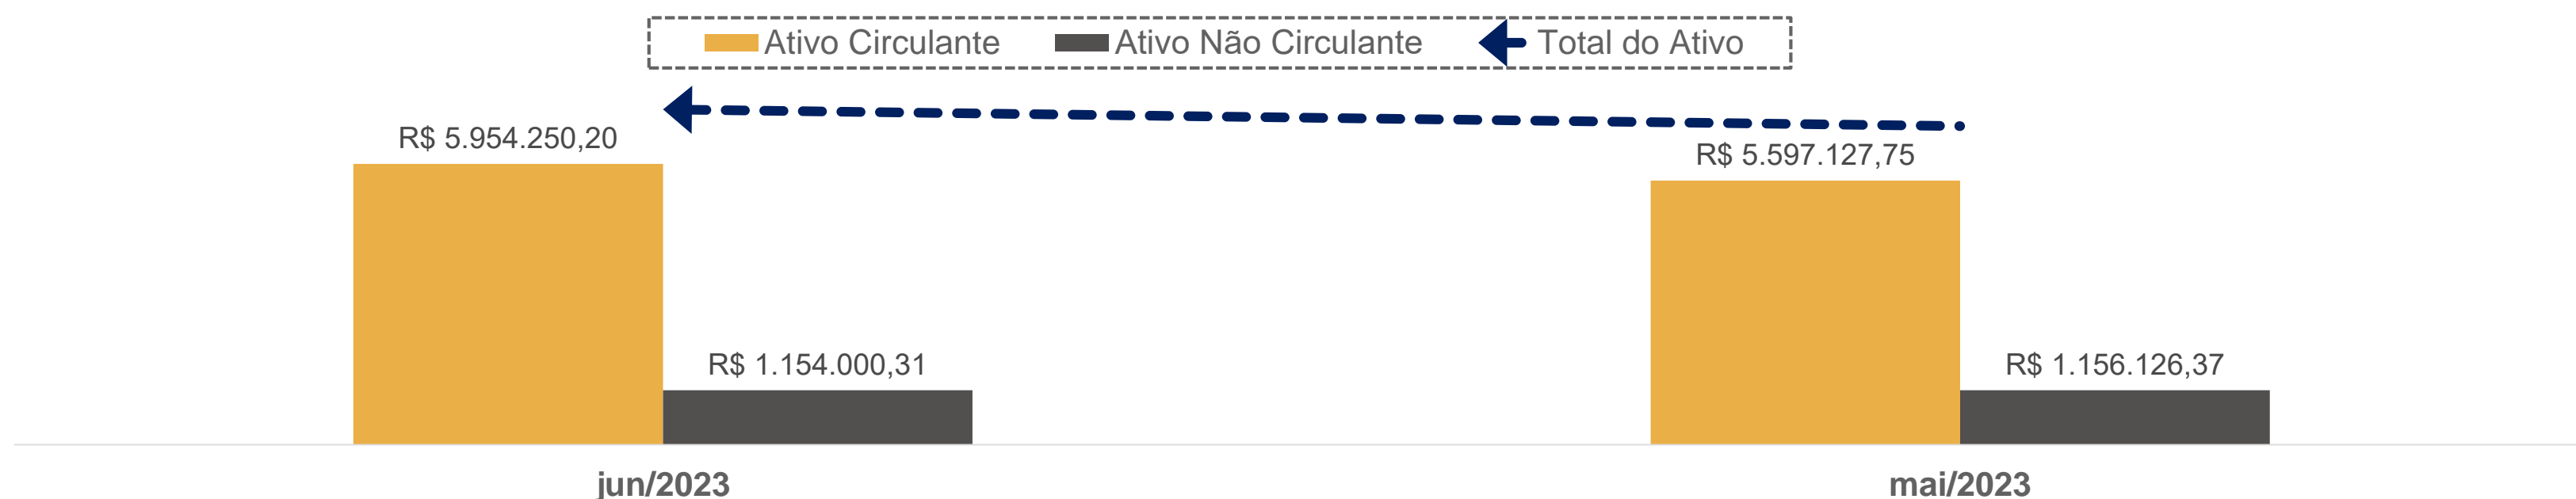 Ativo Circulante Ativo Não Circulante Total do Ativo
R$ 5.954.250,20
R$ 5.597.127,75
R$ 1.154.000,31
R$ 1.156.126,37
jun/2023
mai/2023